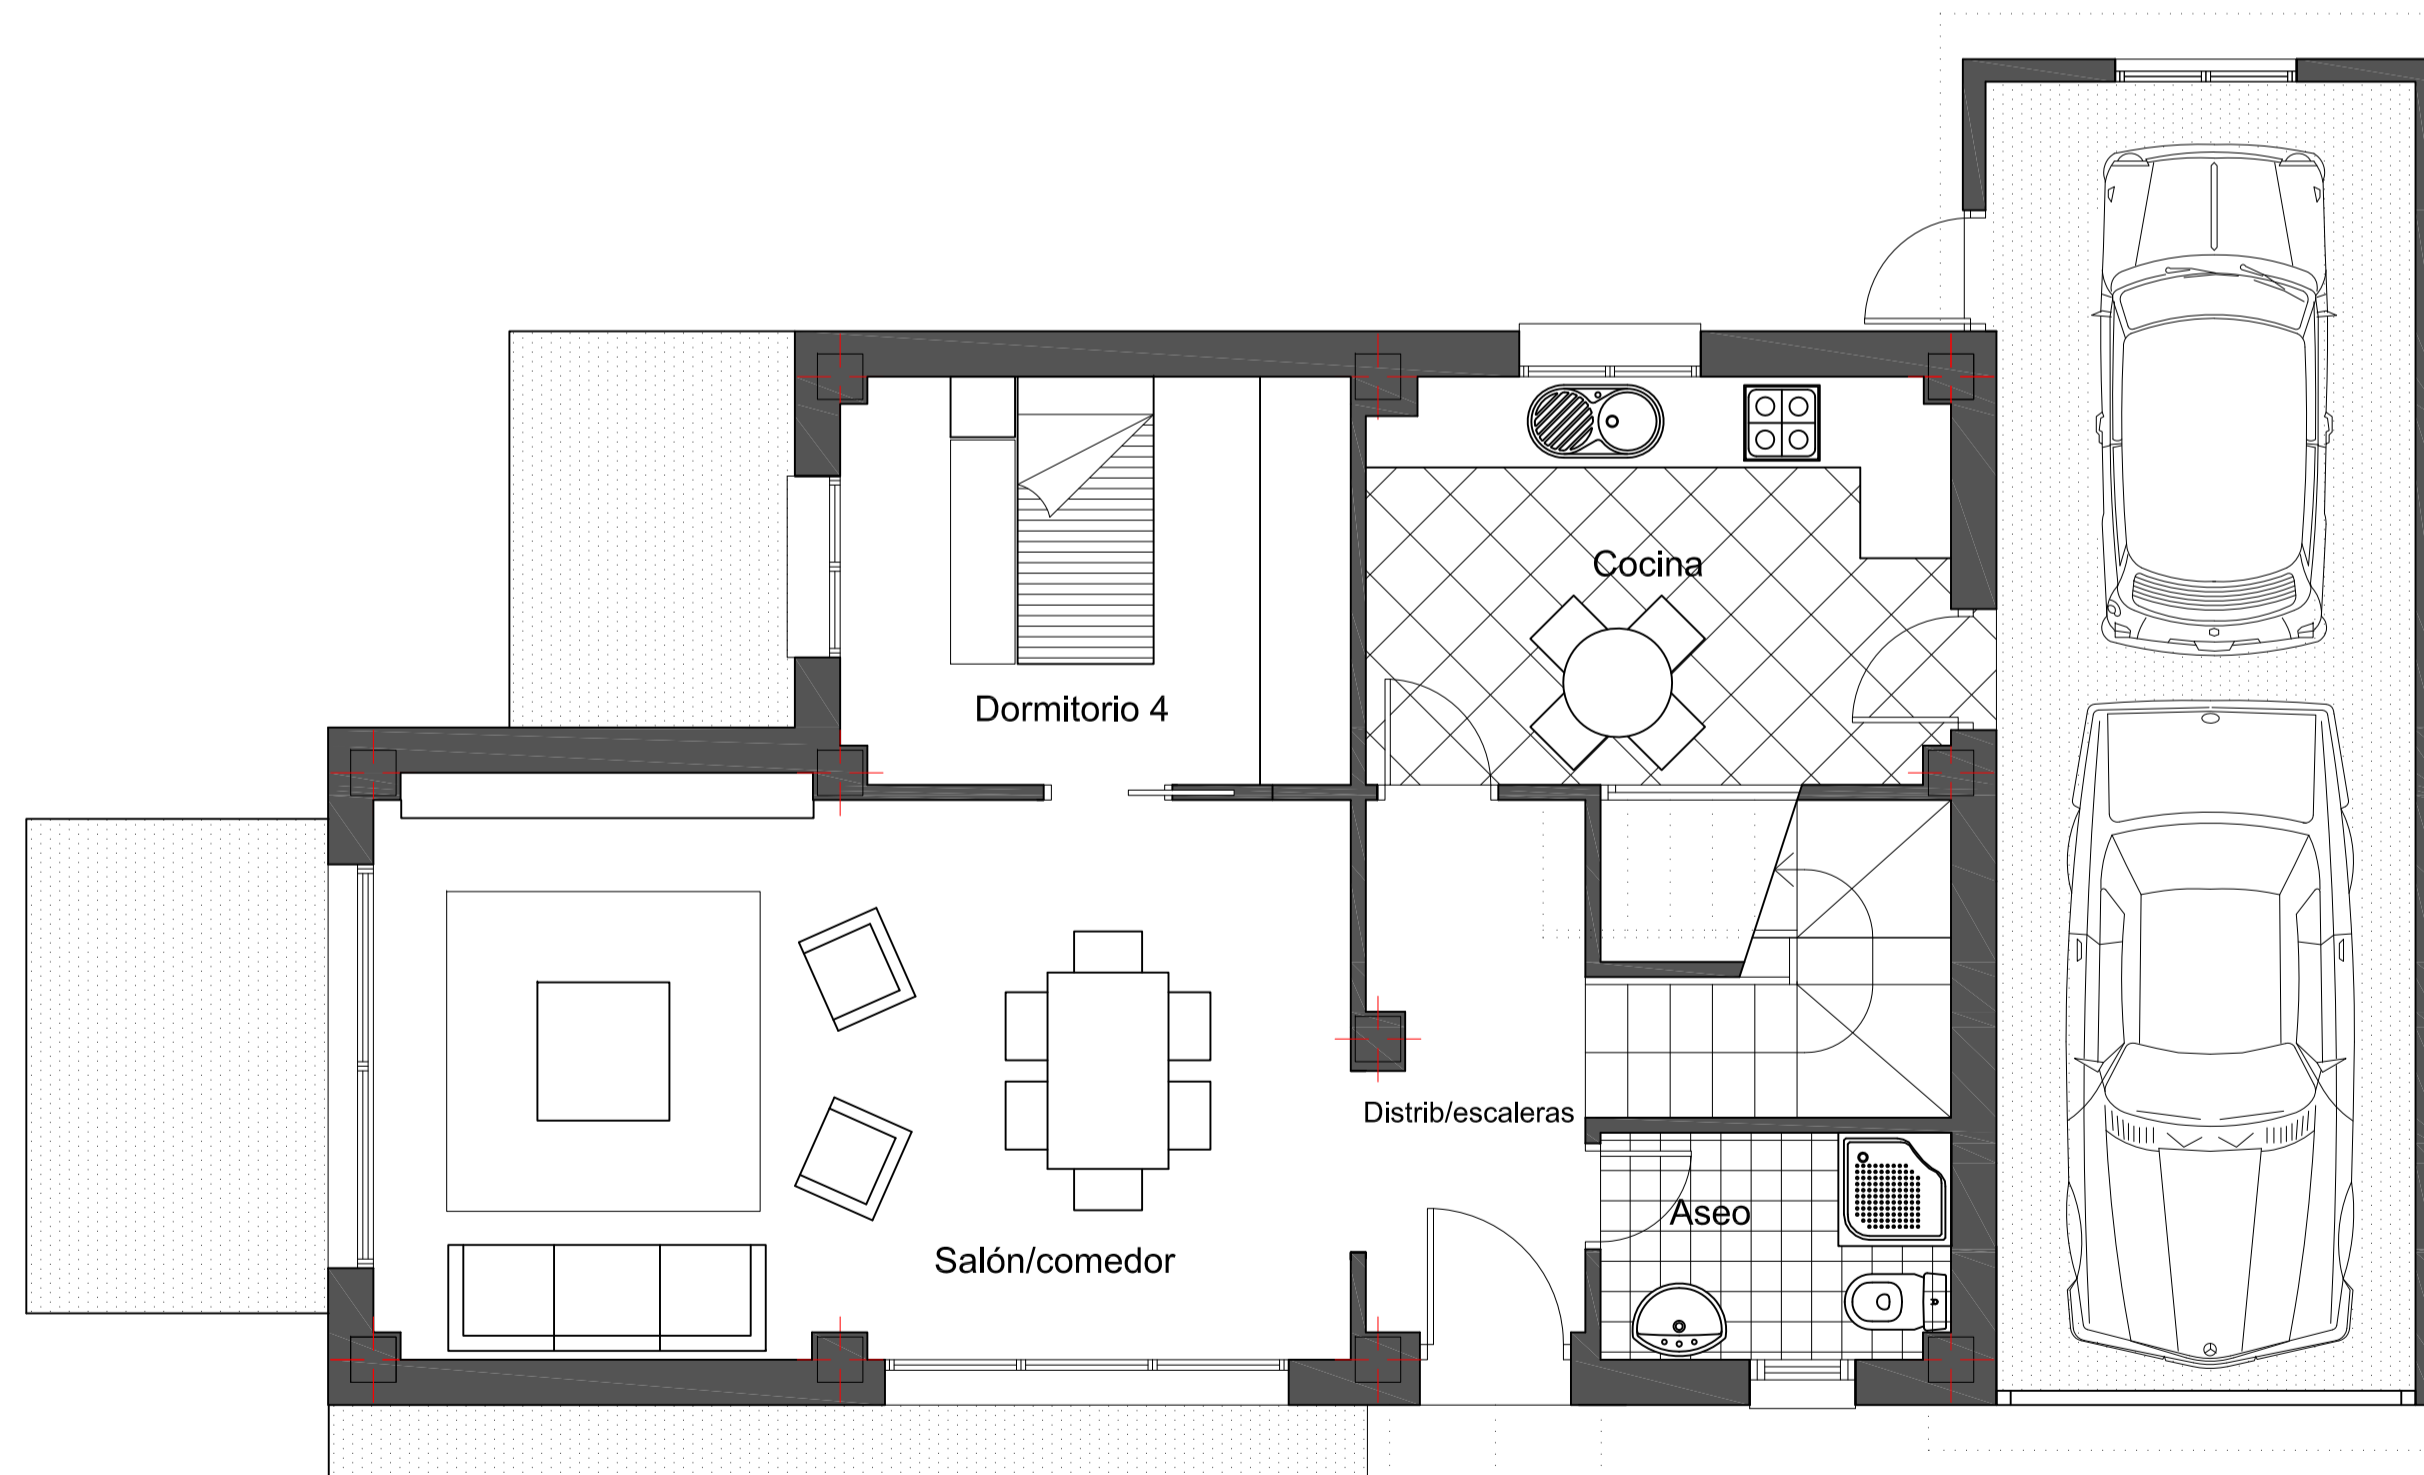 Cocina
Dormitorio 4
Distrib/escaleras
Aseo
Salón/comedor